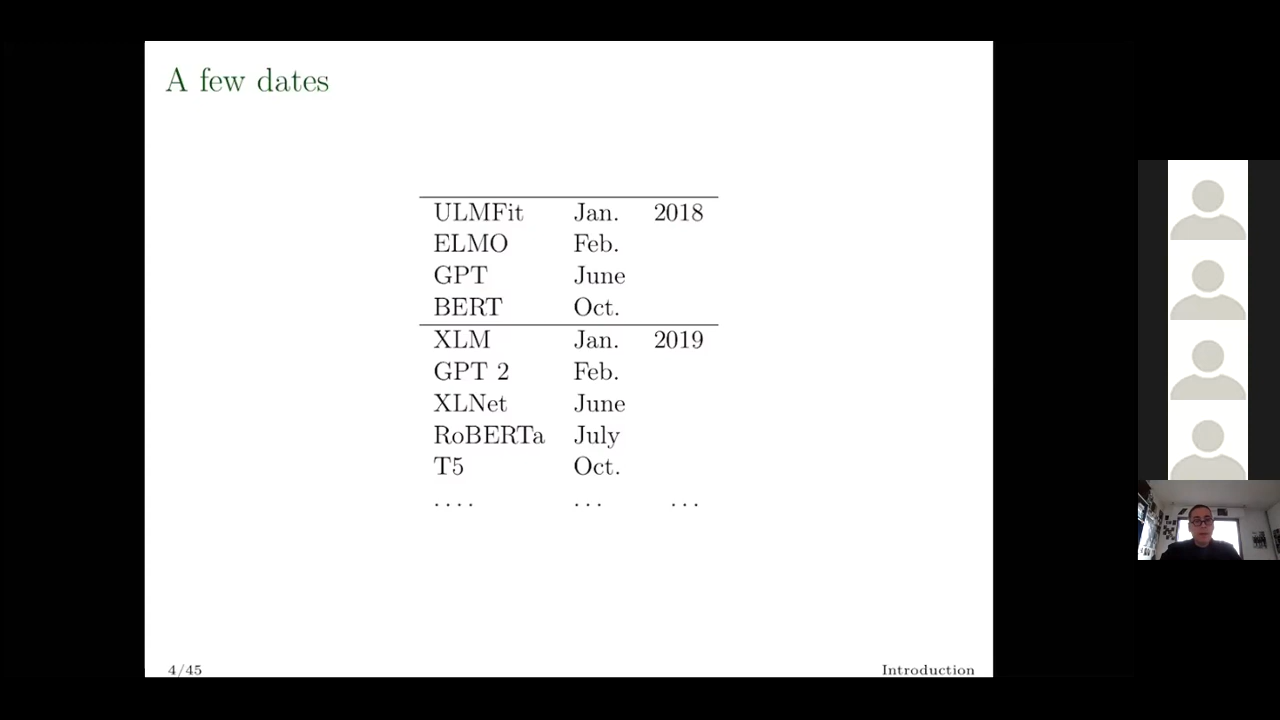 A few dates
ULMFit Jan. 2018
ELMO Feb.
GPT June
BERT Oct.
XLM Jan. 2019
GPT 2 Feb.
XLNet June
RoBERTa July
T5 Oct.
.... ... ...
4/45 Introduction